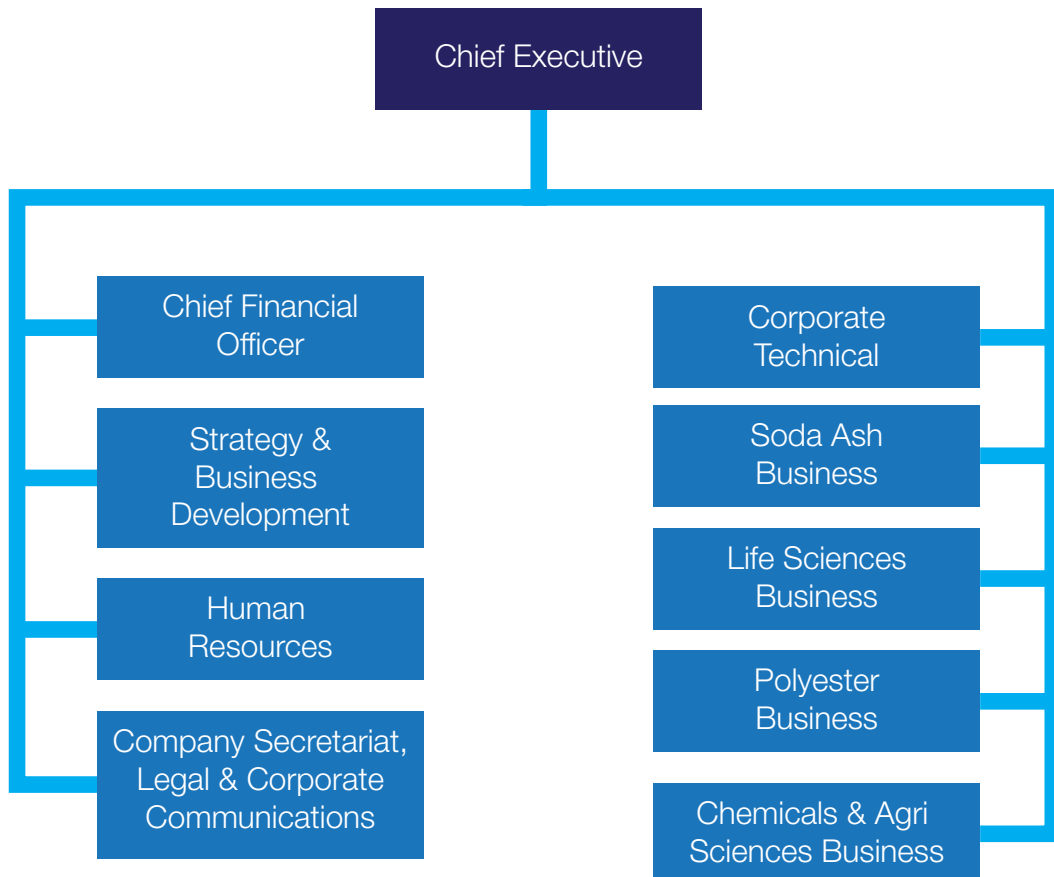 Chief Executive
Chief Financial
Officer
Strategy &
Business
Development
Human
Resources
Company Secretariat,
Legal & Corporate
Communications
Corporate
Technical
Soda Ash
Business
Life Sciences
Business
Polyester
Business
Chemicals & Agri
Sciences Business